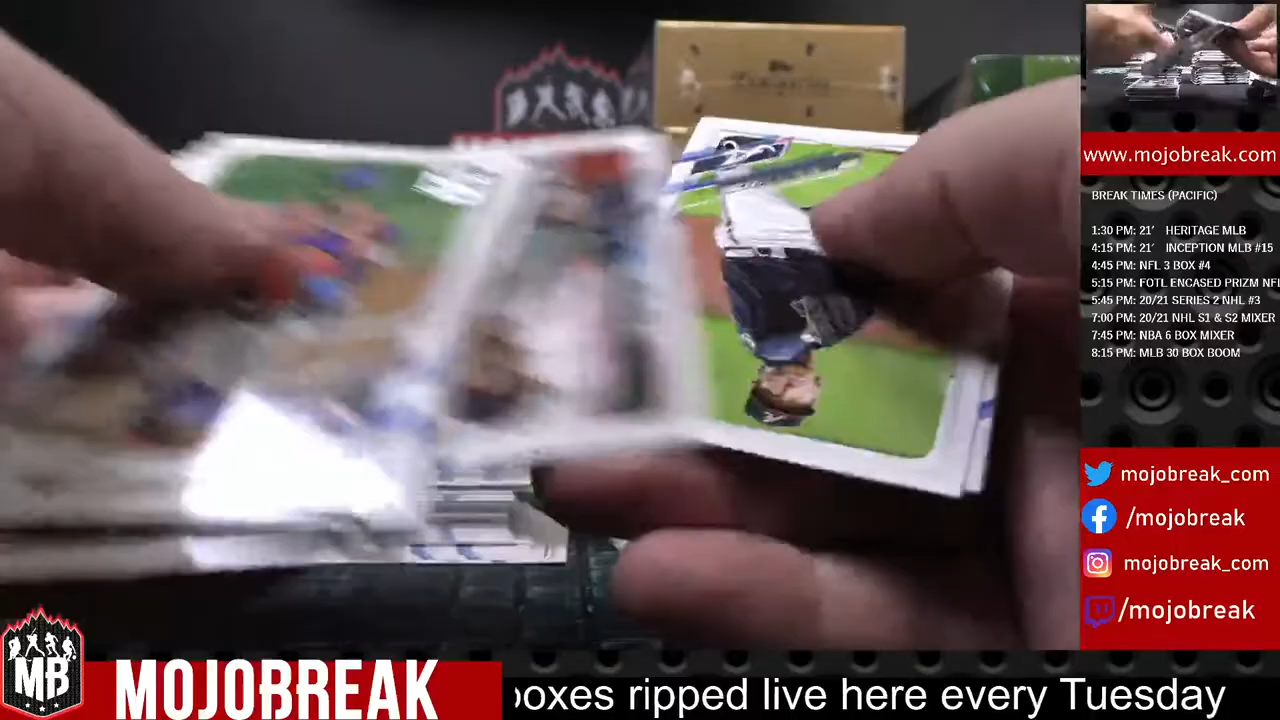 www.mojobreak.com
BREAK TIMES (PACIFIC)
1:30 PM: 21' HERITAGE MLB
4:15 PM: 21' INCEPTION MLB #15
4:45 PM: NFL 3 BOX #4
5:15 PM: FOTL ENCASED PRIZM NFL
5:45 PM: 20/21 SERIES 2 NHL #3
7:00 PM: 20/21 NHL S1 & S2 MIXER
7:45 PM: NBA 6 BOX MIXER
8:15 PM: MLB 30 BOX BOOM
mojobreak_com
/mojobreak
mojobreak_com
/mojobreak
MB
MOJOBREAK
boxes ripped live here every Tuesday